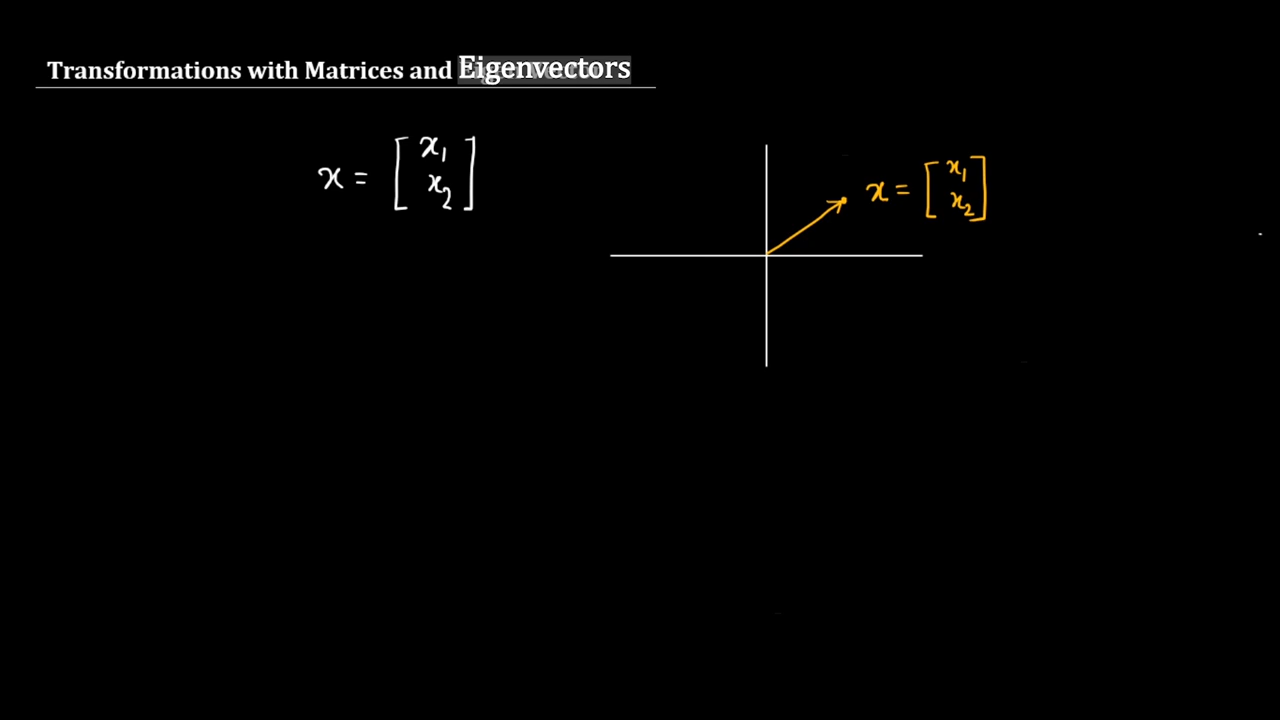 Transformations with Matrices and Eigenvectors
x = [ x₁ x₂ ]
x = [ x₁ x₂ ]